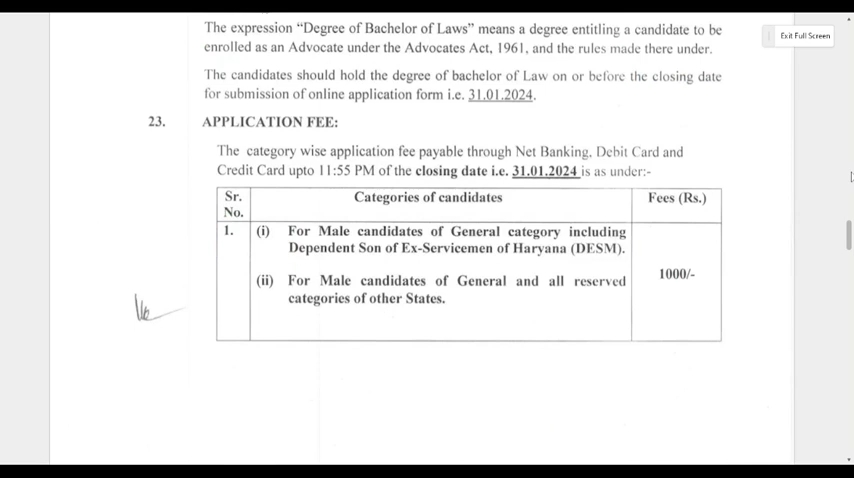 The expression “Degree of Bachelor of Laws” means a degree entitling a candidate to be
enrolled as an Advocate under the Advocates Act, 1961, and the rules made there under.
Exit Full Screen
The candidates should hold the degree of bachelor of Law on or before the closing date
for submission of online application form i.e. 31.01.2024.
23. APPLICATION FEE:
The category wise application fee payable through Net Banking, Debit Card and
Credit Card upto 11:55 PM of the closing date i.e. 31.01.2024 is as under:-
Sr. No. Categories of candidates Fees (Rs.)
1. (i) For Male candidates of General category including
Dependent Son of Ex-Servicemen of Haryana (DESM).
(ii) For Male candidates of General and all reserved
categories of other States.
1000/-